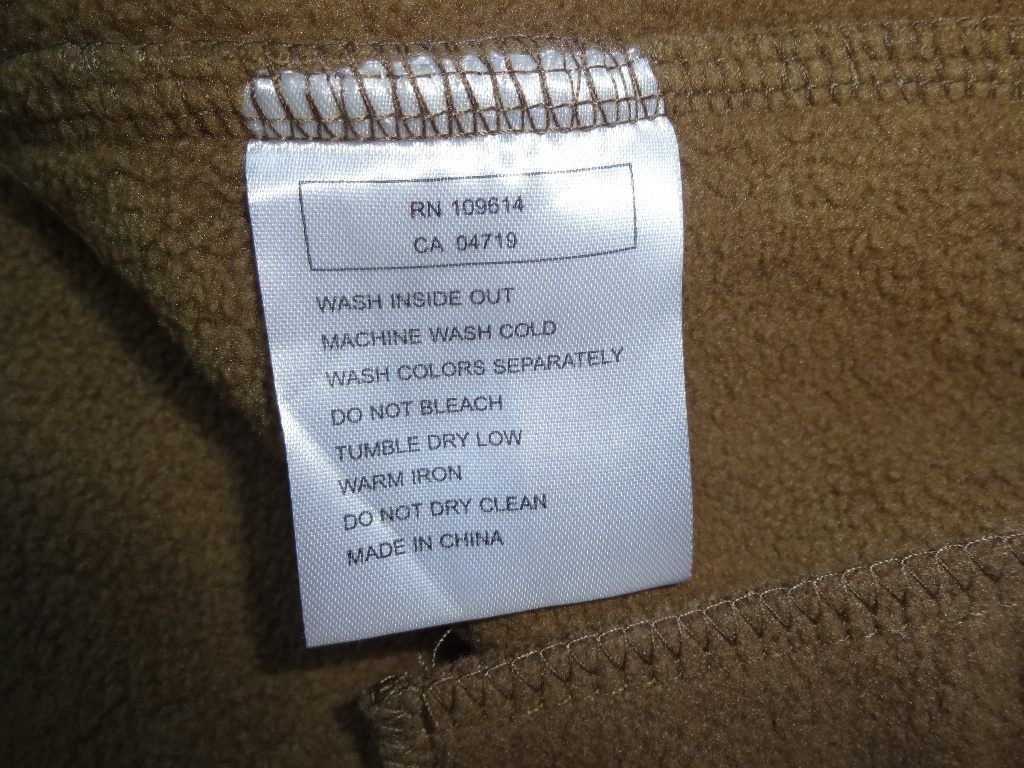 RN 109614
CA 04719
WASH INSIDE OUT
MACHINE WASH COLD
WASH COLORS SEPARATELY
DO NOT BLEACH
TUMBLE DRY LOW
WARM IRON
DO NOT DRY CLEAN
MADE IN CHINA